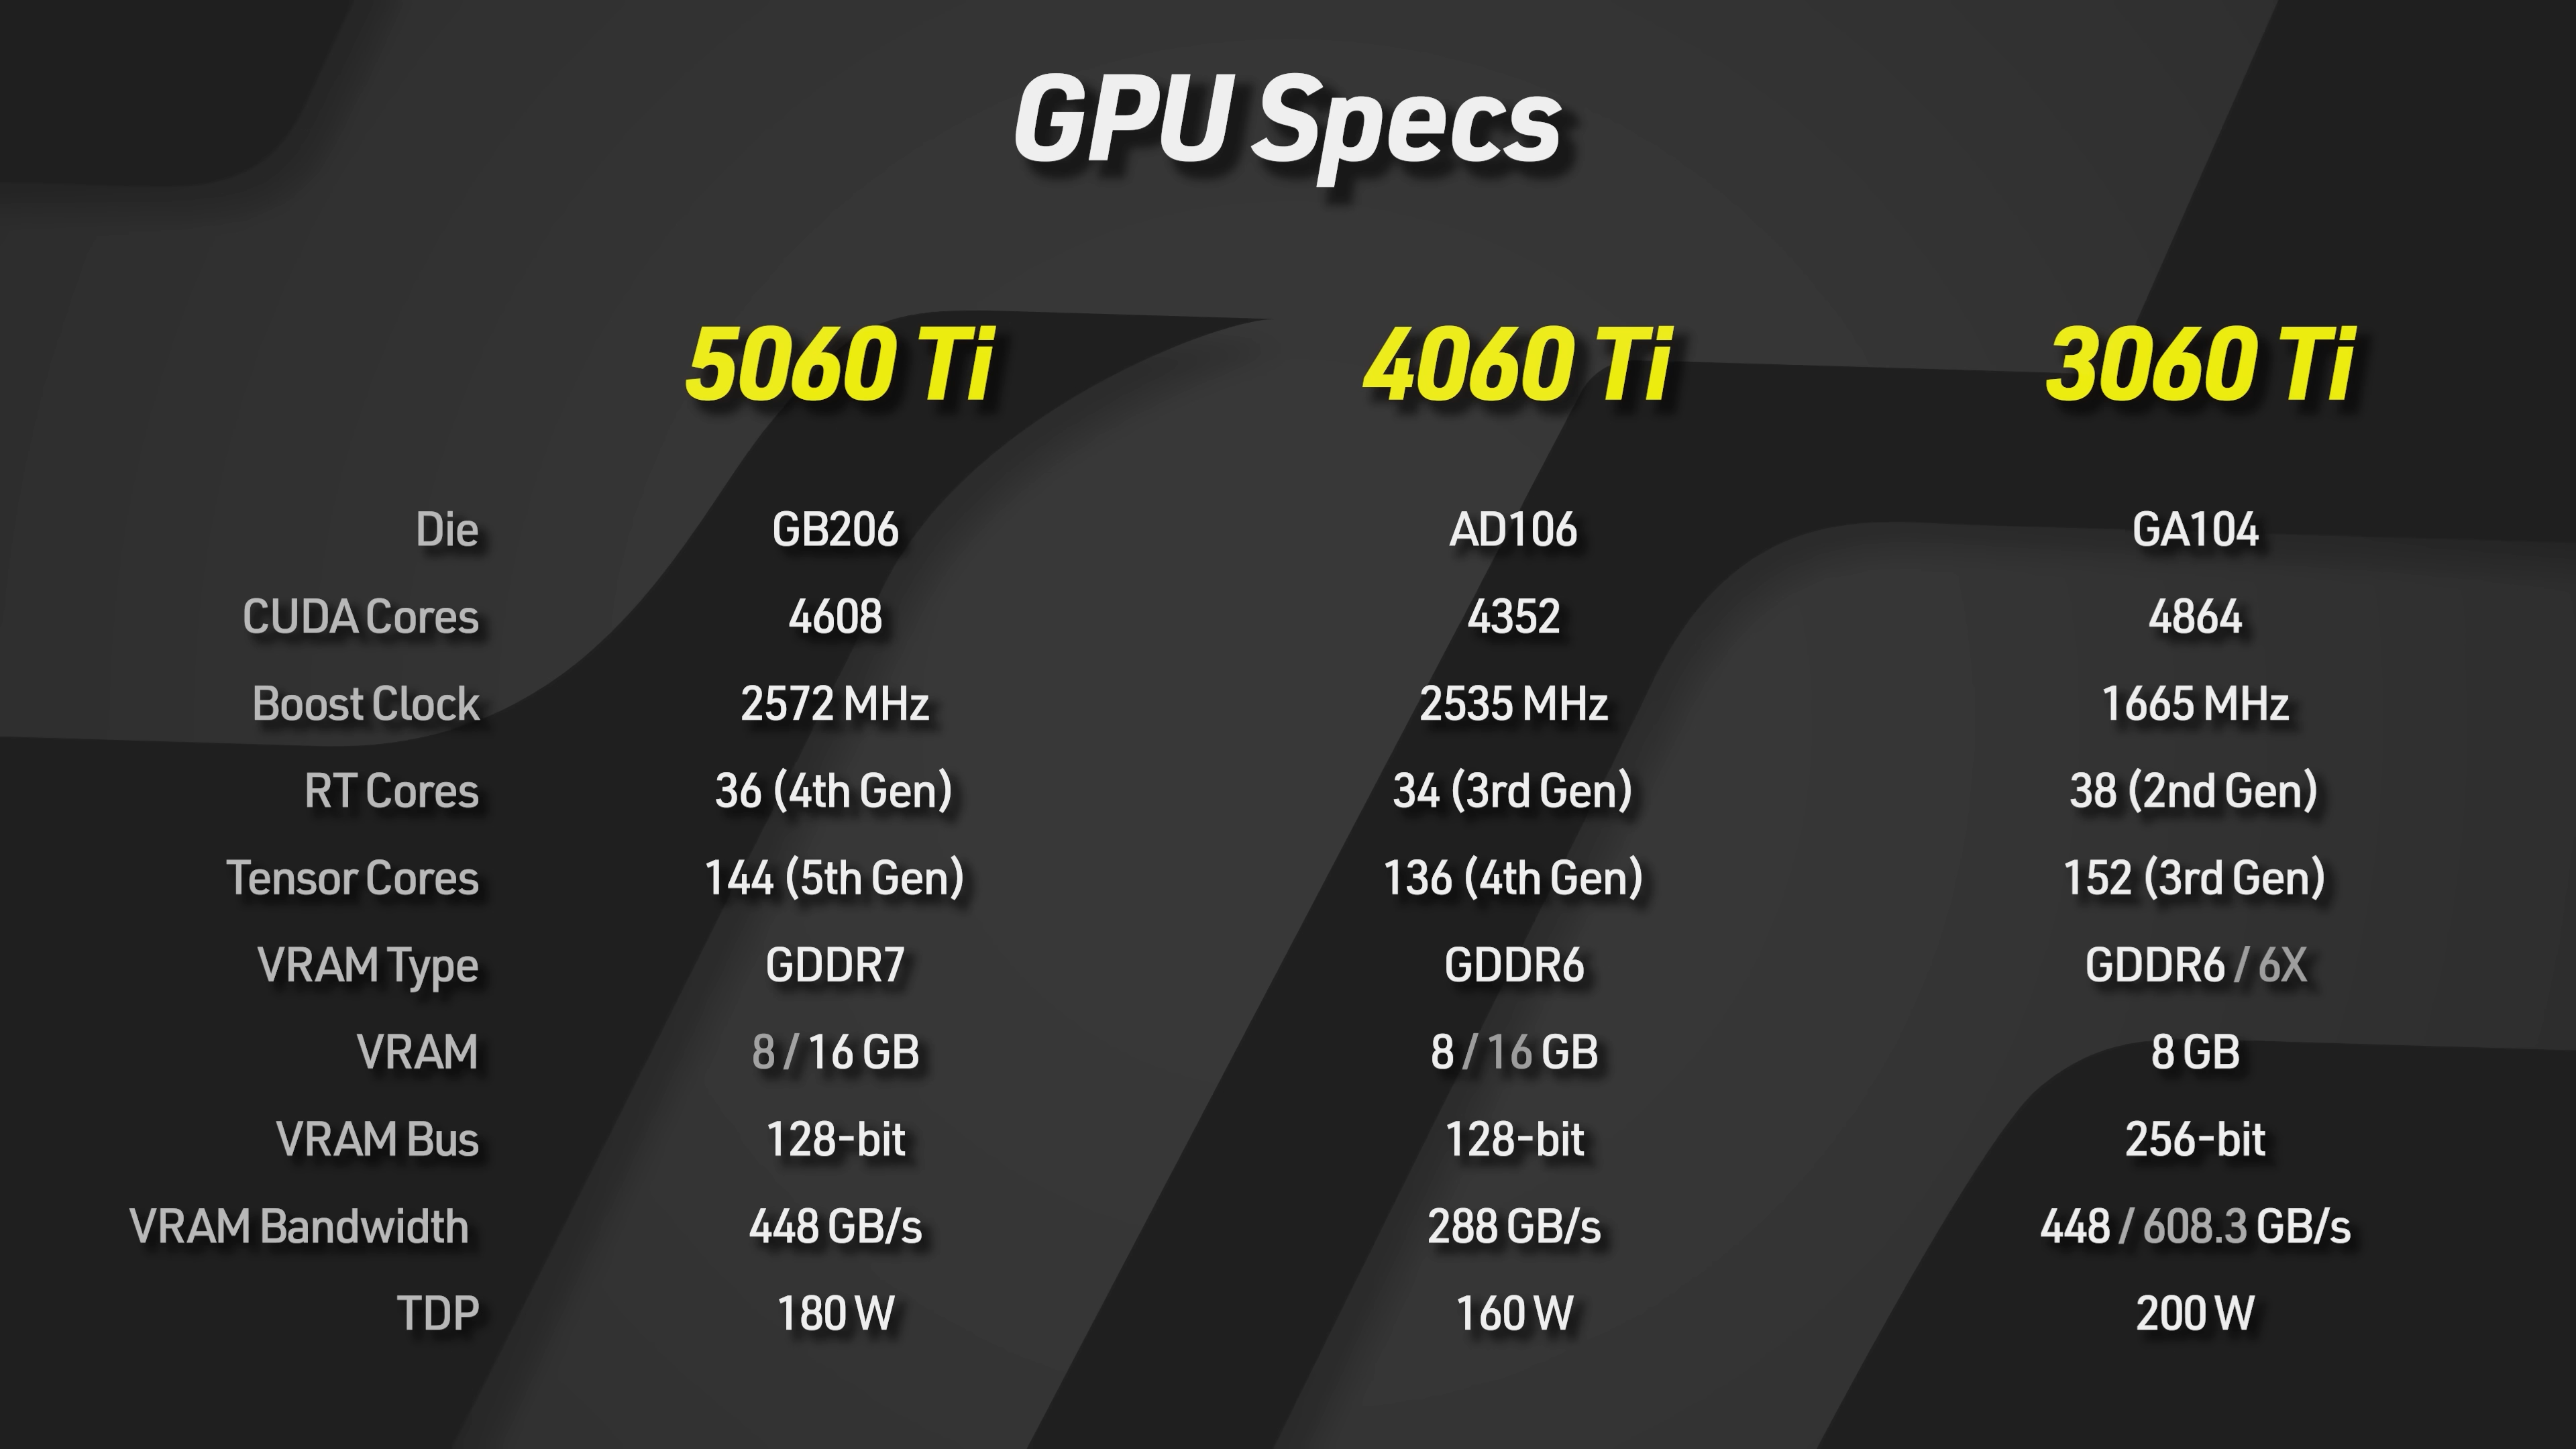 GPU Specs
5060 Ti 4060 Ti 3060 Ti
Die GB206 AD106 GA104
CUDA Cores 4608 4352 4864
Boost Clock 2572 MHz 2535 MHz 1665 MHz
RT Cores 36 (4th Gen) 34 (3rd Gen) 38 (2nd Gen)
Tensor Cores 144 (5th Gen) 136 (4th Gen) 152 (3rd Gen)
VRAM Type GDDR7 GDDR6 GDDR6 / 6X
VRAM 8 / 16 GB 8 / 16 GB 8 GB
VRAM Bus 128-bit 128-bit 256-bit
VRAM Bandwidth 448 GB/s 288 GB/s 448 / 608.3 GB/s
TDP 180 W 160 W 200 W